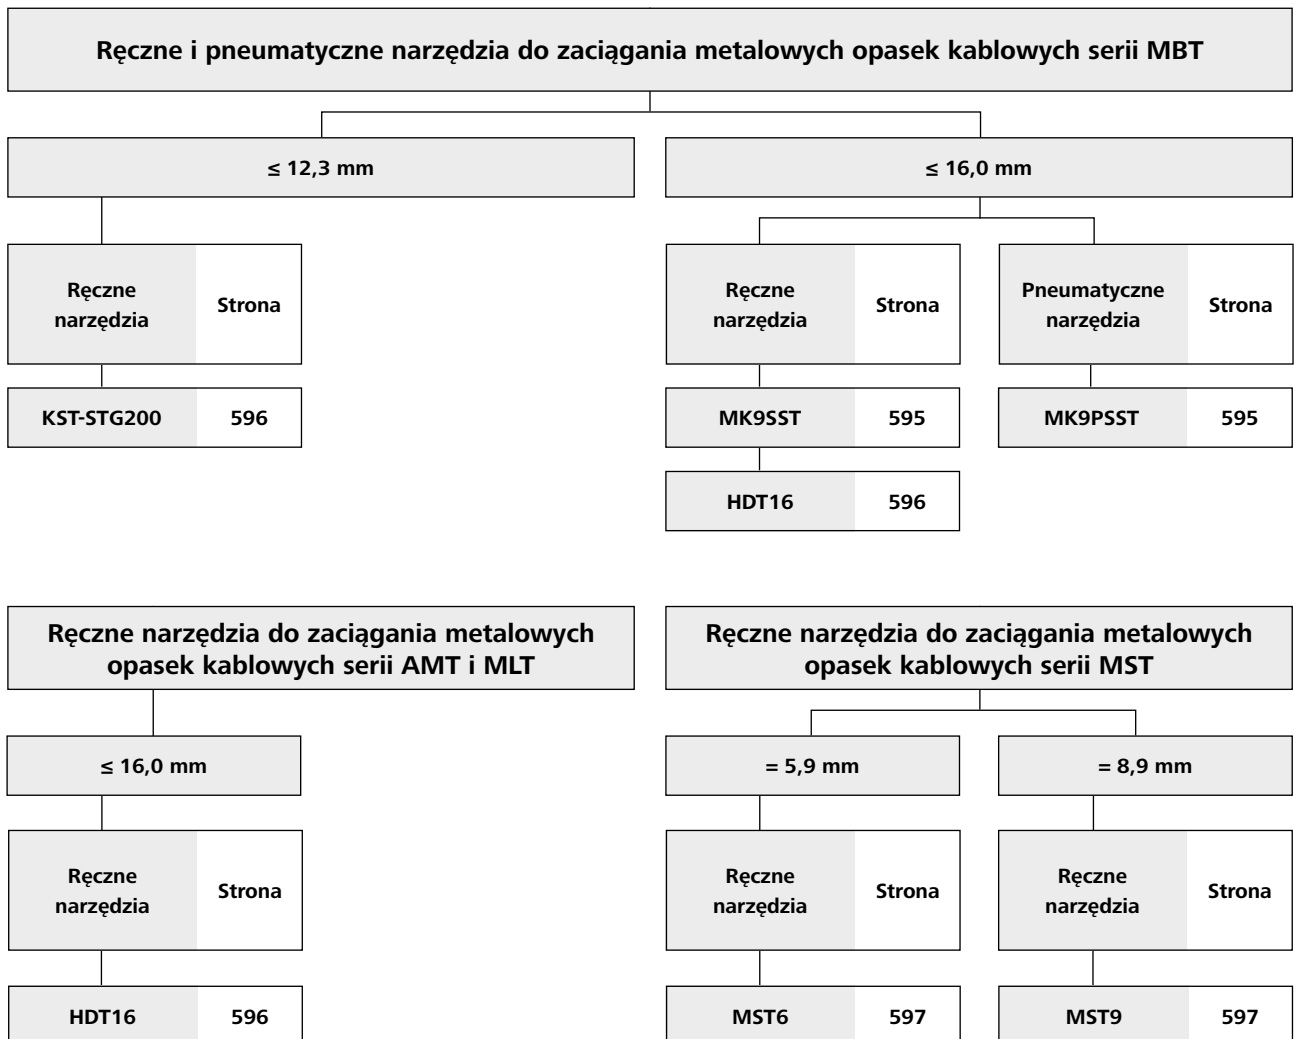 Ręczne i pneumatyczne narzędzia do zaciągania metalowych opasek kablowych serii MBT
≤ 12,3 mm
≤ 16,0 mm
Ręczne
narzędzia
Strona
Ręczne
narzędzia
Strona
Pneumatyczne
narzędzia
Strona
KST-STG200
596
MK9SST
595
MK9PSST
595
HDT16
596
Ręczne narzędzia do zaciągania metalowych
opasek kablowych serii AMT i MLT
Ręczne narzędzia do zaciągania metalowych
opasek kablowych serii MST
≤ 16,0 mm
= 5,9 mm
= 8,9 mm
Ręczne
narzędzia
Strona
Ręczne
narzędzia
Strona
Ręczne
narzędzia
Strona
HDT16
596
MST6
597
MST9
597